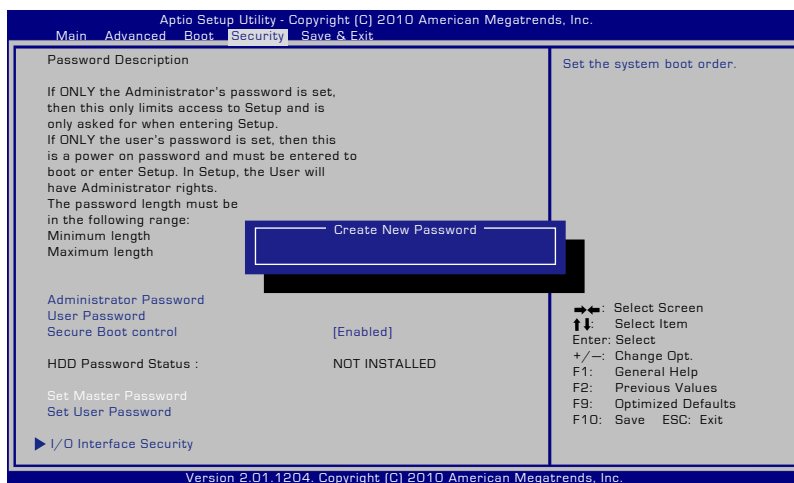 Aptio Setup Utility - Copyright (C) 2010 American Megatrends, Inc.
Main Advanced Boot Security Save & Exit
Password Description
If ONLY the Administrator's password is set,
then this only limits access to Setup and is
only asked for when entering Setup.
If ONLY the user's password is set, then this
is a power on password and must be entered to
boot or enter Setup. In Setup, the User will
have Administrator rights.
The password length must be
in the following range:
Minimum length
Maximum length
Create New Password
Administrator Password
User Password
Secure Boot control [Enabled]
HDD Password Status : NOT INSTALLED
Set Master Password
Set User Password
I/O Interface Security
Set the system boot order.
→←: Select Screen
↑↓: Select Item
Enter: Select
+/—: Change Opt.
F1: General Help
F2: Previous Values
F9: Optimized Defaults
F10: Save ESC: Exit
Version 2.01.1204. Copyright (C) 2010 American Megatrends, Inc.